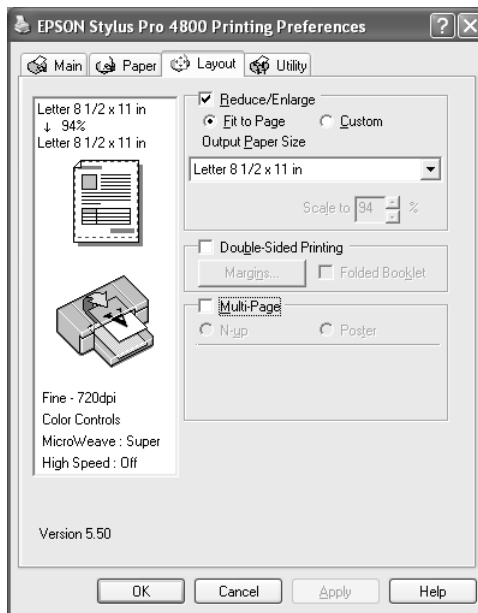 EPSON Stylus Pro 4800 Printing Preferences
Main
Paper
Layout
Utility
Letter 8 1/2 x 11 in
↓ 94%
Letter 8 1/2 x 11 in
Fine - 720dpi
Color Controls
MicroWeave : Super
High Speed : Off
Version 5.50
Reduce/Enlarge
Fit to Page
Custom
Output Paper Size
Letter 8 1/2 x 11 in
Scale to 94 %
Double-Sided Printing
Margins...
Folded Booklet
Multi-Page
N-up
Poster
OK
Cancel
Apply
Help